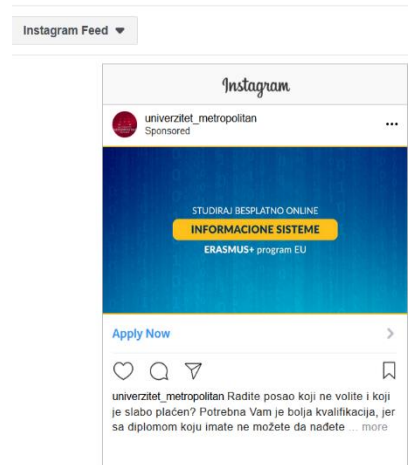 Instagram Feed
Instagram
univerzitet_metropolitan
Sponsored
STUDIRAJ BESPLATNO ONLINE
INFORMACIONE SISTEME
ERASMUS+ program EU
Apply Now
univerzitet_metropolitan Radite posao koji ne volite i koji
je slabo plaćen? Potrebna Vam je bolja kvalifikacija, jer
sa diplomom koju imate ne možete da nađete ... more